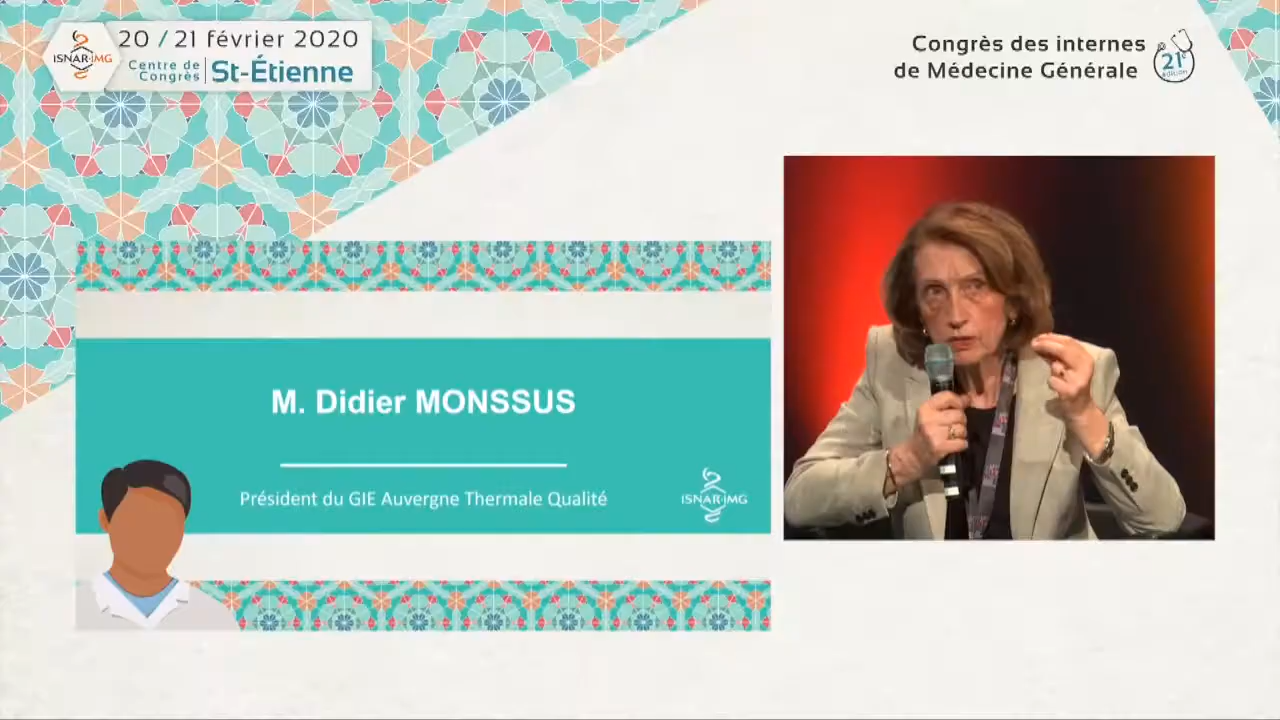 ISNAR-IMG
20 / 21 février 2020
Centre de
Congrès
St-Étienne
Congrès des internes
de Médecine Générale
21e
édition
M. Didier MONSSUS
Président du GIE Auvergne Thermale Qualité
ISNAR-IMG